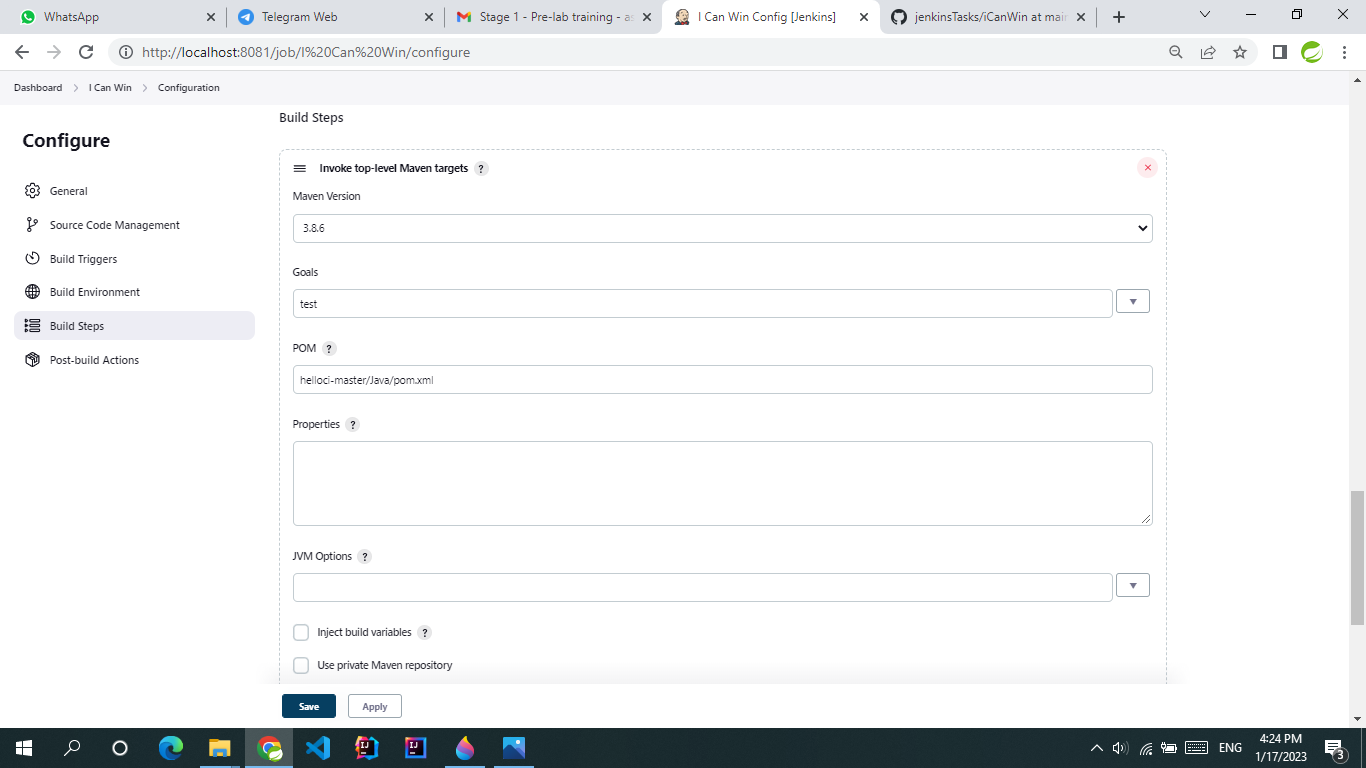 WhatsApp
Telegram Web
Stage 1 - Pre-lab training - as
I Can Win Config [Jenkins]
jenkinsTasks/iCanWin at mai
http://localhost:8081/job/I%20Can%20Win/configure
Dashboard
I Can Win
Configuration
Configure
General
Source Code Management
Build Triggers
Build Environment
Build Steps
Post-build Actions
Build Steps
Invoke top-level Maven targets ?
Maven Version
3.8.6
Goals
test
POM ?
helloci-master/Java/pom.xml
Properties ?
JVM Options ?
Inject build variables ?
Use private Maven repository
Save
Apply
ENG
4:24 PM
1/17/2023
3